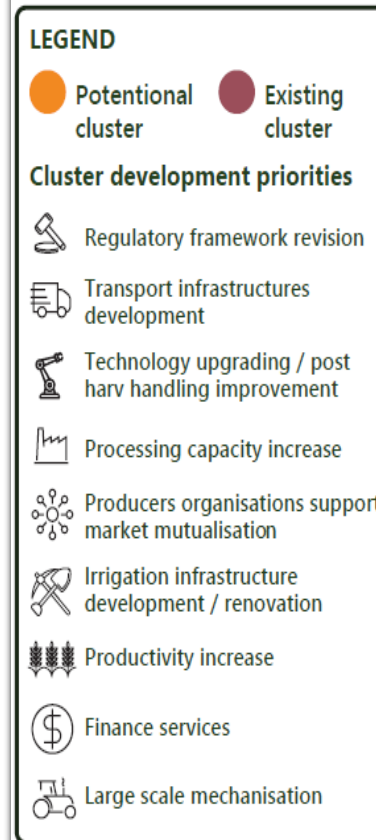 LEGEND
Potentional Existing
cluster cluster
Cluster development priorities
Regulatory framework revision
Transport infrastructures
development
Technology upgrading / post
harv handling improvement
Processing capacity increase
Producers organisations support
market mutualisation
Irrigation infrastructure
development / renovation
Productivity increase
$
Finance services
Large scale mechanisation